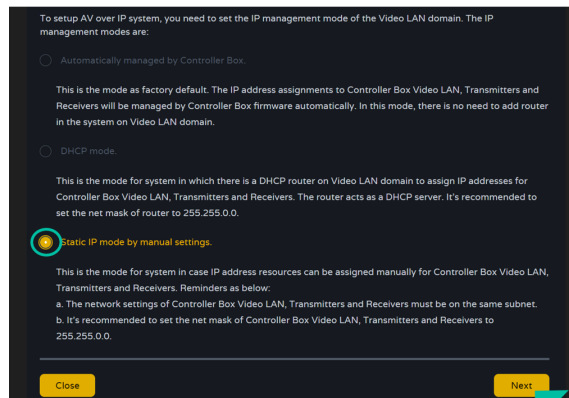 To setup AV over IP system, you need to set the IP management mode of the Video LAN domain. The IP
management modes are:
Automatically managed by Controller Box.
This is the mode as factory default. The IP address assignments to Controller Box Video LAN, Transmitters and
Receivers will be managed by Controller Box firmware automatically. In this mode, there is no need to add router
in the system on Video LAN domain.
DHCP mode.
This is the mode for system in which there is a DHCP router on Video LAN domain to assign IP addresses for
Controller Box Video LAN, Transmitters and Receivers. The router acts as a DHCP server. It's recommended to
set the net mask of router to 255.255.0.0.
Static IP mode by manual settings.
This is the mode for system in case IP address resources can be assigned manually for Controller Box Video LAN,
Transmitters and Receivers. Reminders as below:
a. The network settings of Controller Box Video LAN, Transmitters and Receivers must be on the same subnet.
b. It's recommended to set the net mask of Controller Box Video LAN, Transmitters and Receivers to
255.255.0.0.
Close
Next